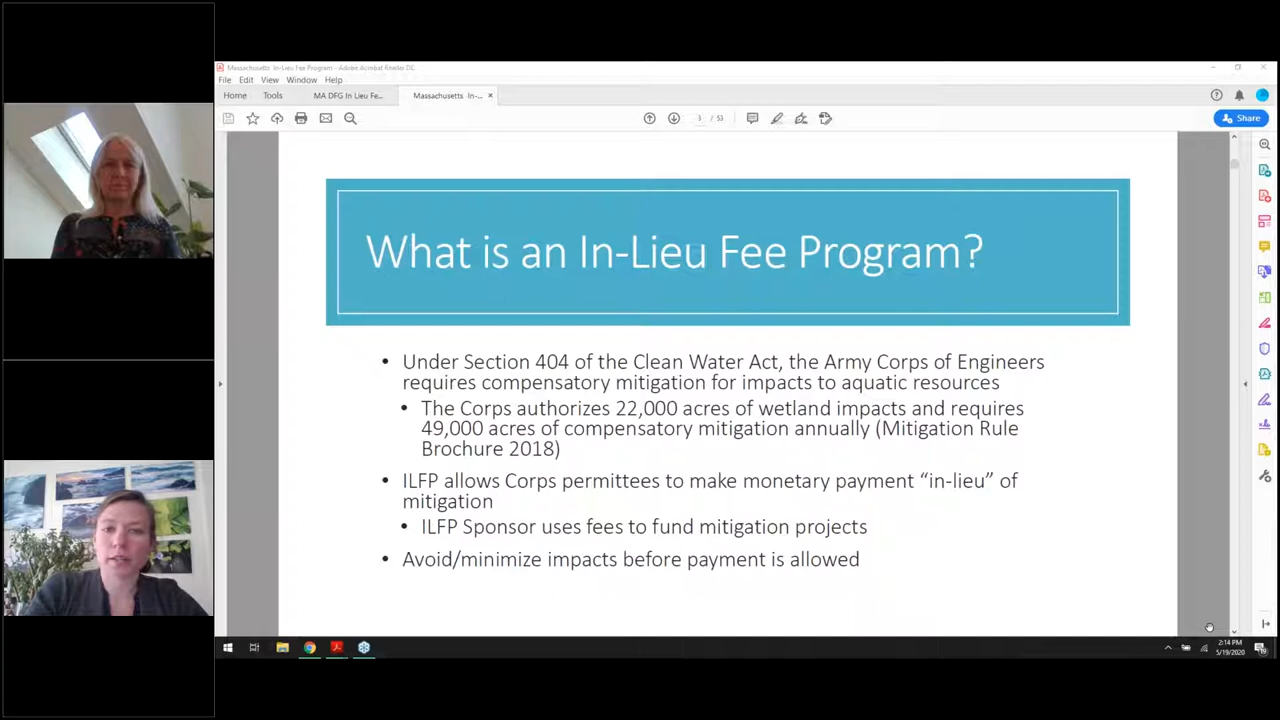 Massachusetts In-Lieu Fee Program - Adobe Acrobat Reader DC
File Edit View Window Help
Home Tools MA DFG In Lieu Fe... Massachusetts In-... ×
3 / 53
Share
What is an In-Lieu Fee Program?
• Under Section 404 of the Clean Water Act, the Army Corps of Engineers
requires compensatory mitigation for impacts to aquatic resources
• The Corps authorizes 22,000 acres of wetland impacts and requires
49,000 acres of compensatory mitigation annually (Mitigation Rule
Brochure 2018)
• ILFP allows Corps permittees to make monetary payment “in-lieu” of
mitigation
• ILFP Sponsor uses fees to fund mitigation projects
• Avoid/minimize impacts before payment is allowed
2:14 PM
5/19/2020